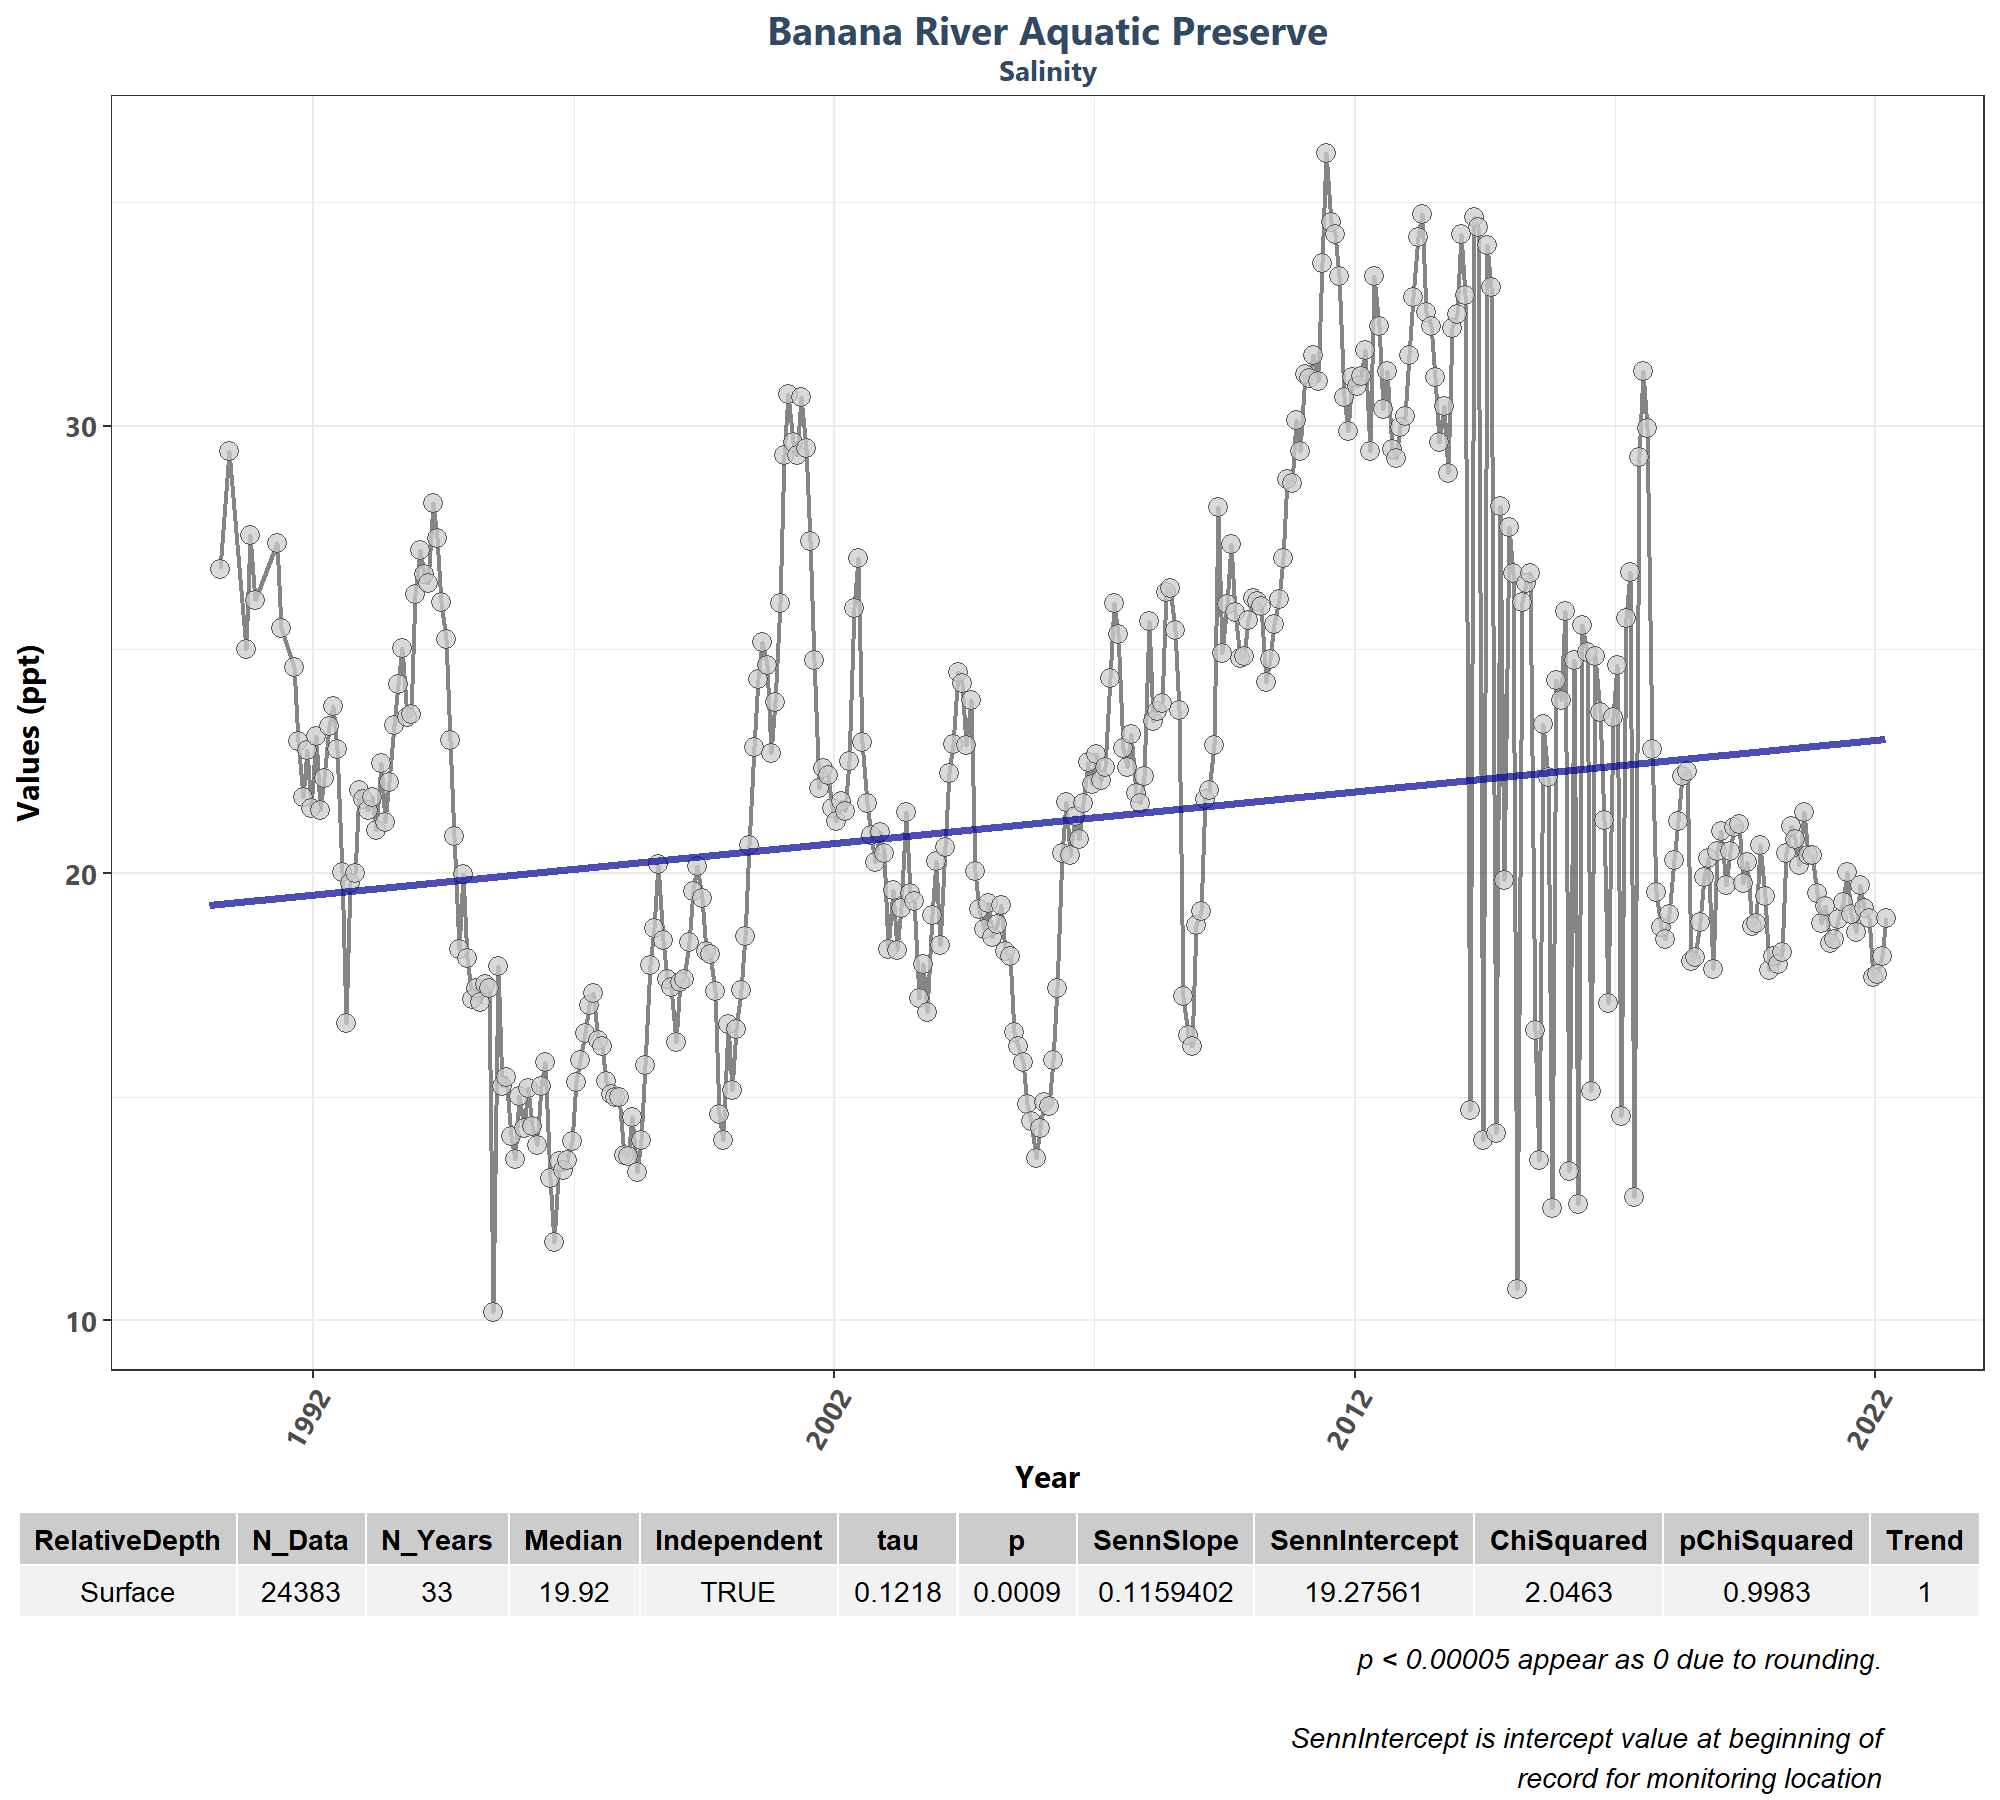 Banana River Aquatic Preserve
Salinity
Values (ppt)
30
20
10
1992
2002
2012
2022
Year
RelativeDepth N_Data N_Years Median Independent tau p SennSlope SennIntercept ChiSquared pChiSquared Trend
Surface 24383 33 19.92 TRUE 0.1218 0.0009 0.1159402 19.27561 2.0463 0.9983 1
p < 0.00005 appear as 0 due to rounding.
SennIntercept is intercept value at beginning of
record for monitoring location